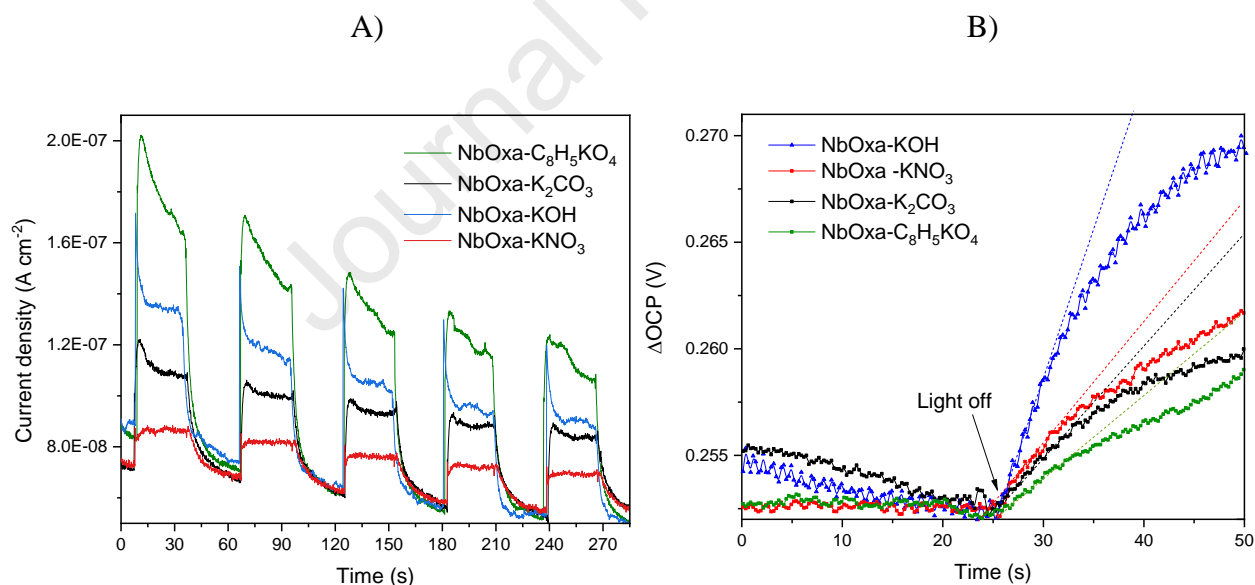 A)
B)
Journal
2.0E-07
1.6E-07
1.2E-07
8.0E-08
Current density (A cm⁻²)
NbOxa-C₈H₅KO₄
NbOxa-K₂CO₃
NbOxa-KOH
NbOxa-KNO₃
0 30 60 90 120 150 180 210 240 270
Time (s)
0.270
0.265
0.260
0.255
ΔOCP (V)
NbOxa-KOH
NbOxa -KNO₃
NbOxa-K₂CO₃
NbOxa-C₈H₅KO₄
Light off
0 10 20 30 40 50
Time (s)